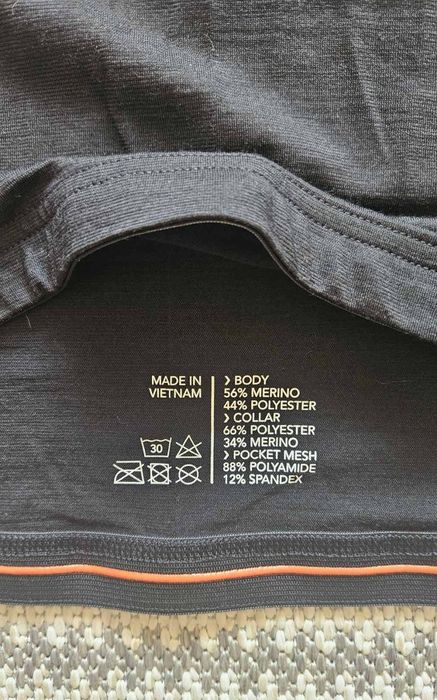 MADE IN
VIETNAM
30
› BODY
56% MERINO
44% POLYESTER
› COLLAR
66% POLYESTER
34% MERINO
› POCKET MESH
88% POLYAMIDE
12% SPANDEX